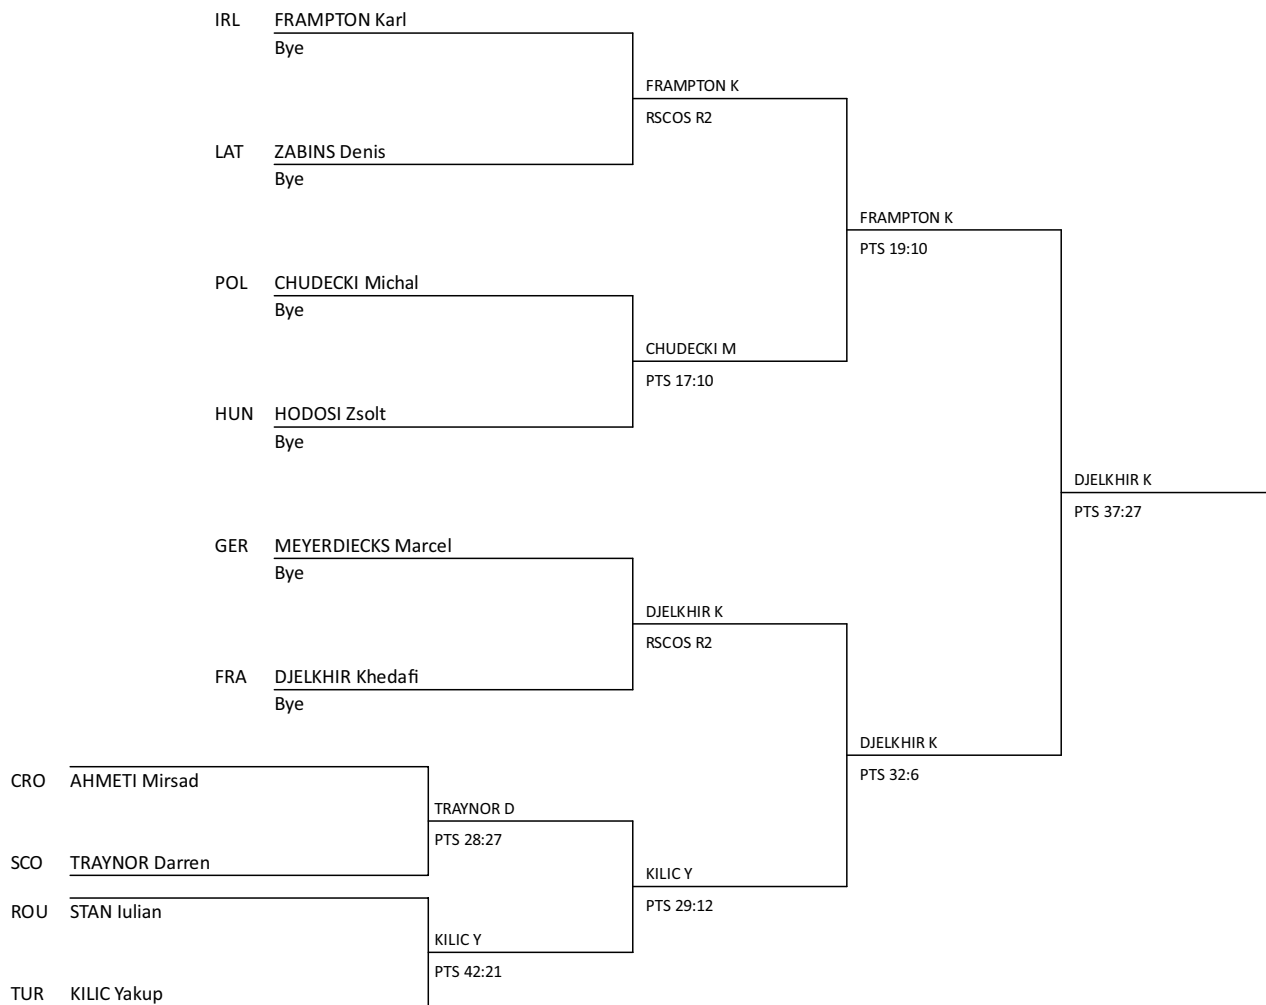 IRL FRAMPTON Karl
Bye
FRAMPTON K
RSCOS R2
LAT ZABINS Denis
Bye
FRAMPTON K
PTS 19:10
POL CHUDECKI Michal
Bye
CHUDECKI M
PTS 17:10
HUN HODOSI Zsolt
Bye
DJELKHIR K
PTS 37:27
GER MEYERDIECKS Marcel
Bye
DJELKHIR K
RSCOS R2
FRA DJELKHIR Khedafi
Bye
DJELKHIR K
PTS 32:6
CRO AHMETI Mirsad
TRAYNOR D
PTS 28:27
SCO TRAYNOR Darren
KILIC Y
PTS 29:12
ROU STAN Iulian
KILIC Y
PTS 42:21
TUR KILIC Yakup